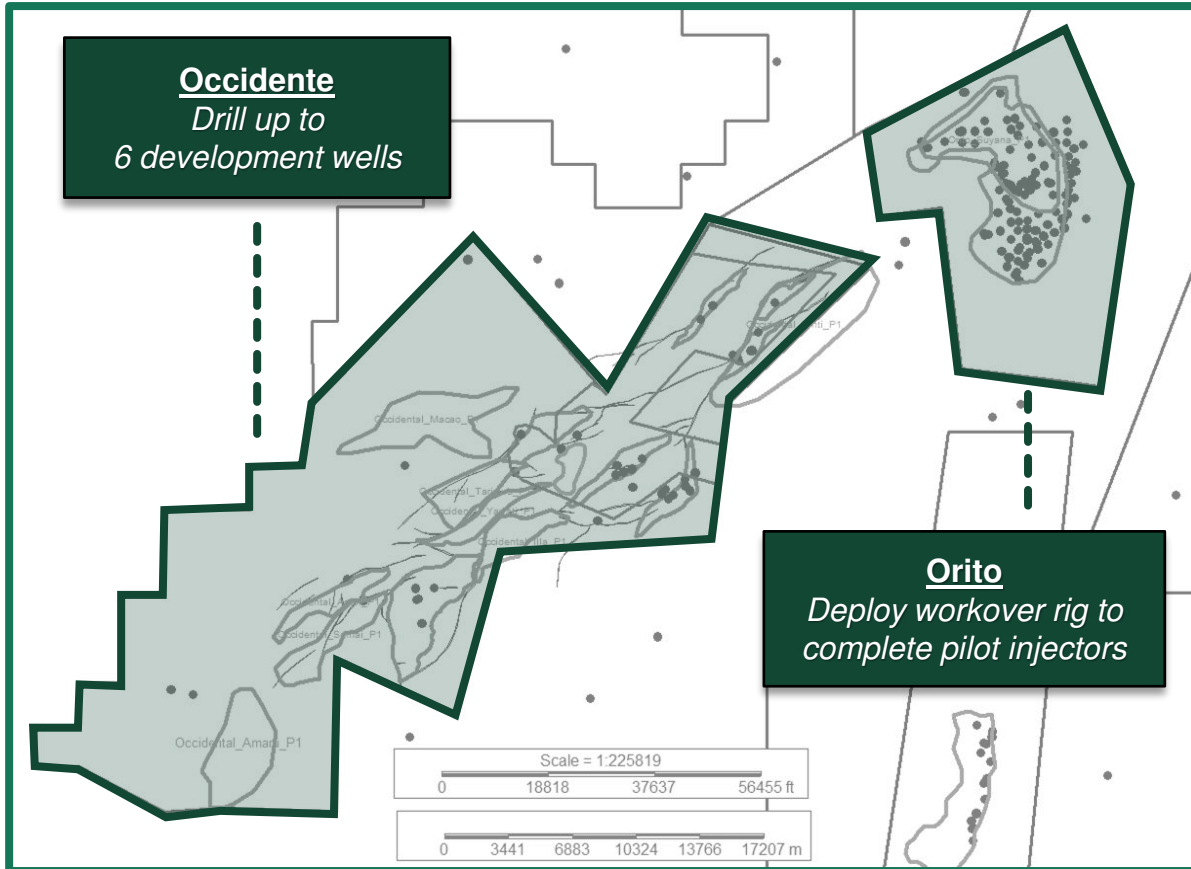 Occidente
Drill up to
6 development wells
Occidental_Macao_P
Occidental_Amaru_P1
Orito
Deploy workover rig to
complete pilot injectors
Scale = 1:225819
0 18818 37637 56455 ft
0 3441 6883 10324 13766 17207 m